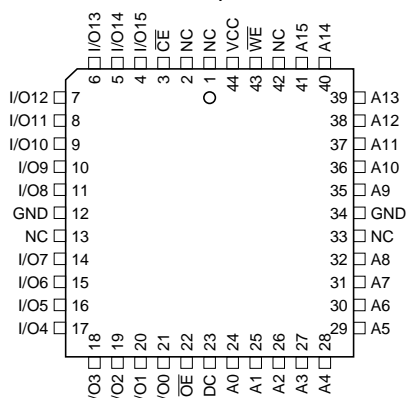 I/O13 I/O14 I/O15 CE NC NC VCC WE NC A15 A14
6 5 4 3 2 1 44 43 42 41 40
I/O12 7 39 A13
I/O11 8 38 A12
I/O10 9 37 A11
I/O9 10 36 A10
I/O8 11 35 A9
GND 12 34 GND
NC 13 33 NC
I/O7 14 32 A8
I/O6 15 31 A7
I/O5 16 30 A6
I/O4 17 29 A5
18 19 20 21 22 23 24 25 26 27 28
/O3 /O2 /O1 /O0 OE DC A0 A1 A2 A3 A4